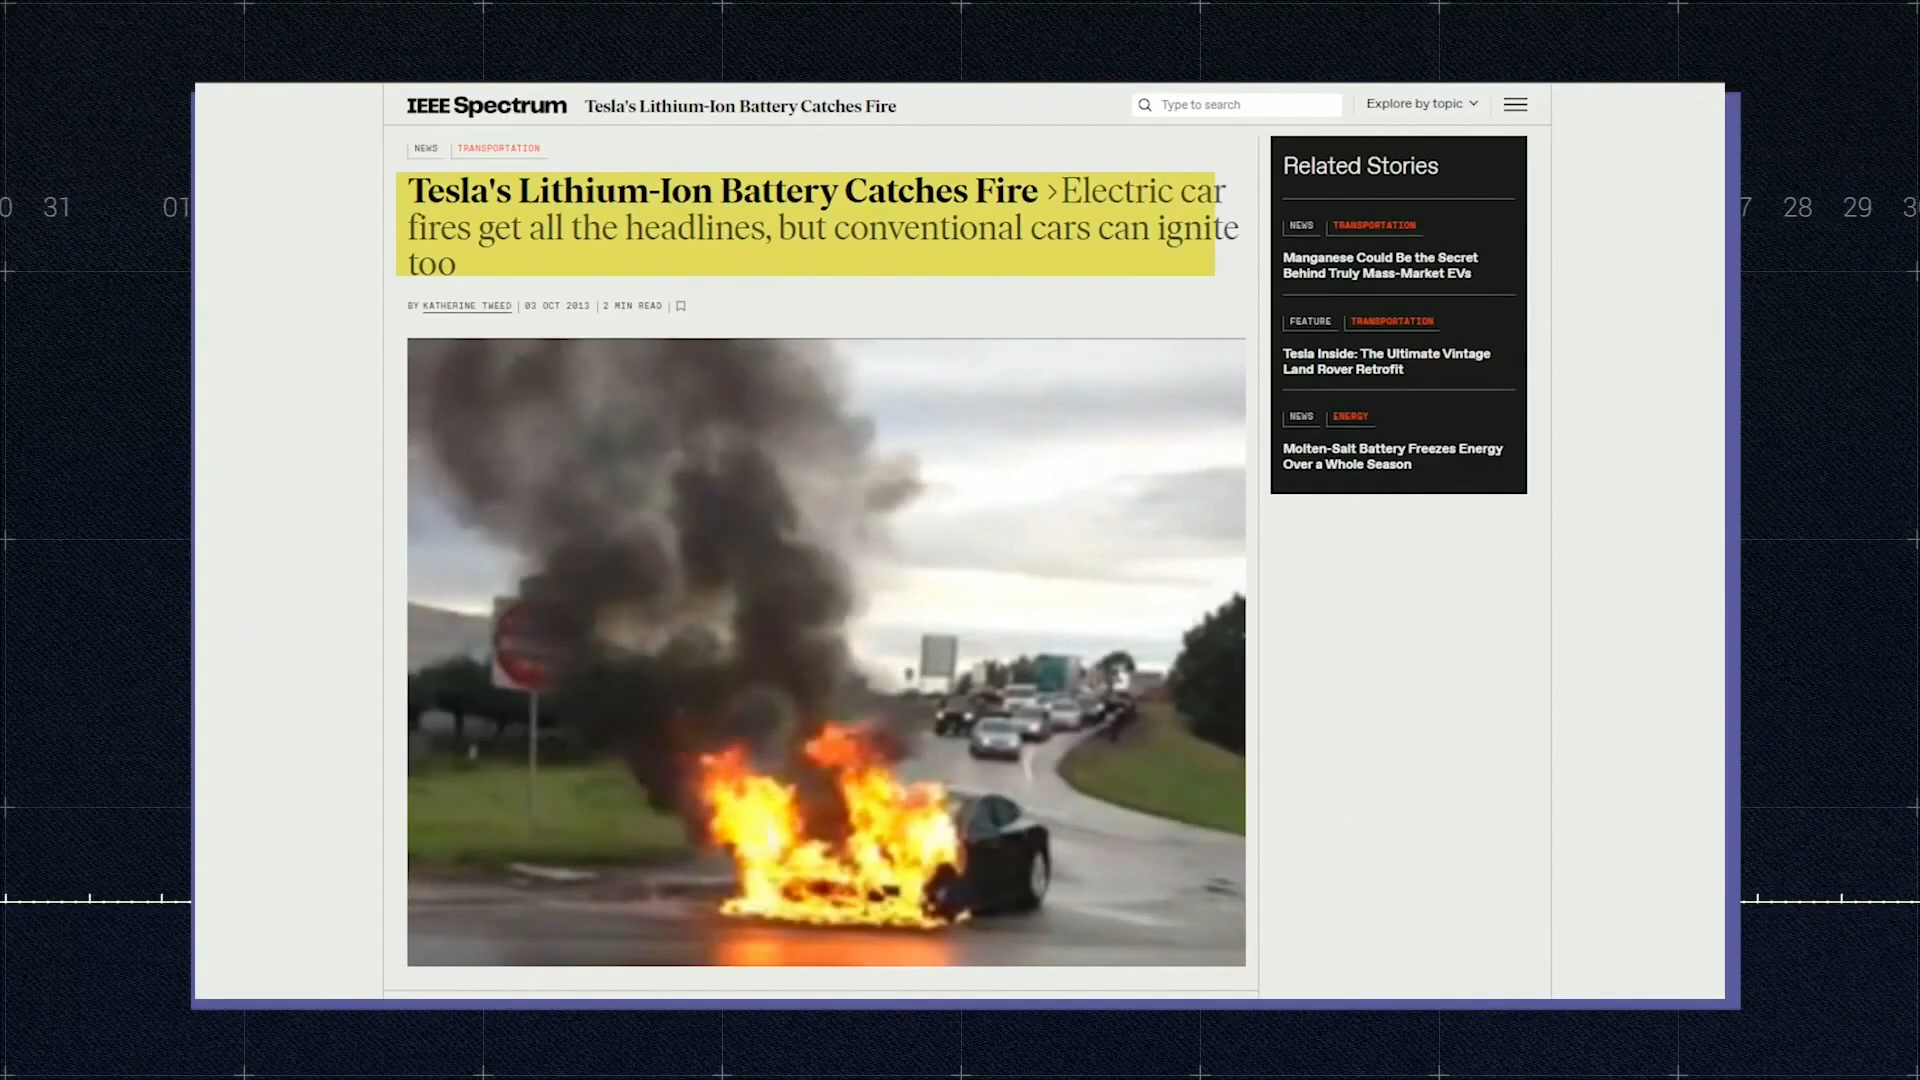 IEEE Spectrum Tesla's Lithium-Ion Battery Catches Fire Type to search Explore by topic
NEWS TRANSPORTATION
Tesla's Lithium-Ion Battery Catches Fire › Electric car
fires get all the headlines, but conventional cars can ignite
too
BY KATHERINE TWEED | 03 OCT 2013 | 2 MIN READ |
Related Stories
NEWS TRANSPORTATION
Manganese Could Be the Secret
Behind Truly Mass-Market EVs
FEATURE TRANSPORTATION
Tesla Inside: The Ultimate Vintage
Land Rover Retrofit
NEWS ENERGY
Molten-Salt Battery Freezes Energy
Over a Whole Season
31 01
28 29